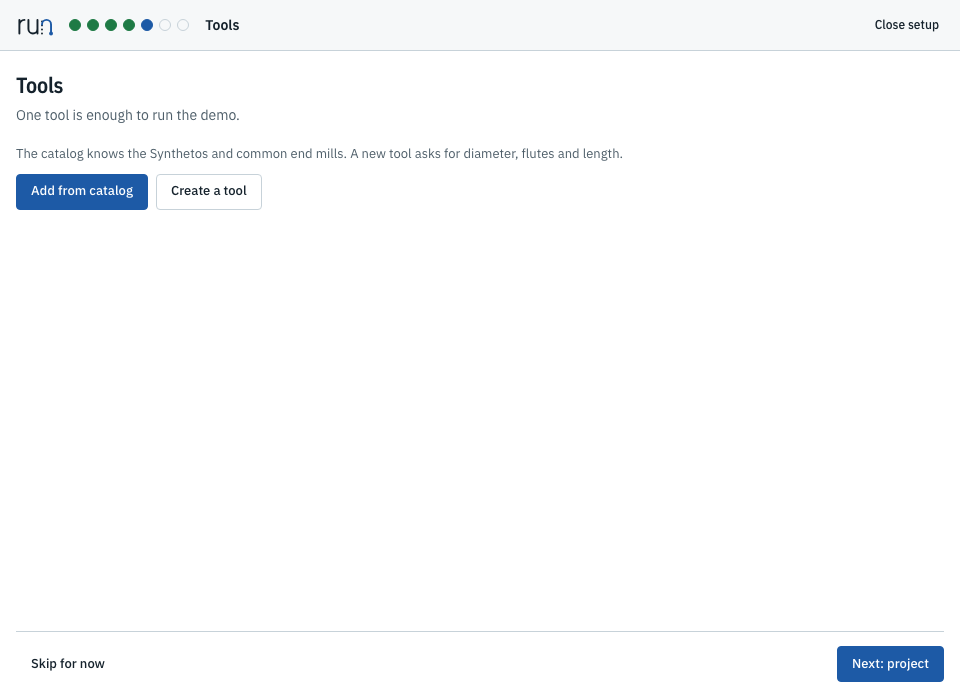 run
Tools
Close setup
Tools
One tool is enough to run the demo.
The catalog knows the Synthetos and common end mills. A new tool asks for diameter, flutes and length.
Add from catalog
Create a tool
Skip for now
Next: project